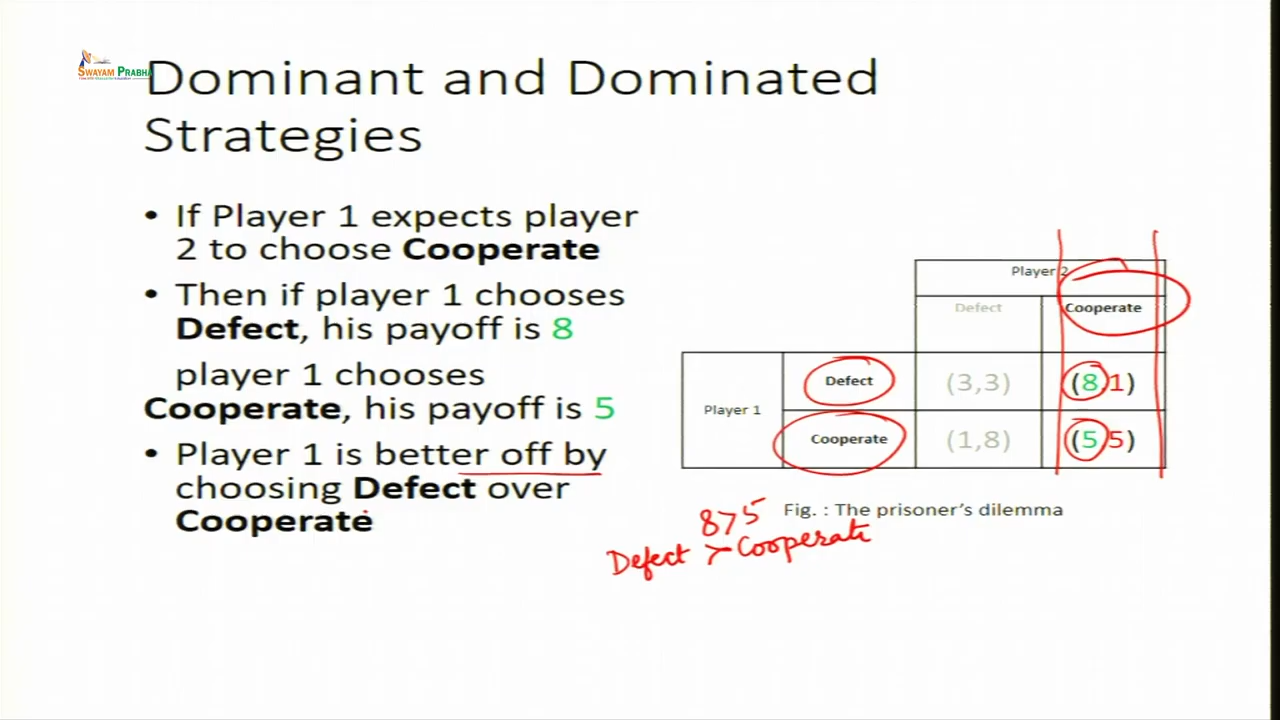 SWAYAM PRABHA
Dominant and Dominated
Strategies
• If Player 1 expects player
2 to choose Cooperate
• Then if player 1 chooses
Defect, his payoff is 8
player 1 chooses
Cooperate, his payoff is 5
• Player 1 is better off by
choosing Defect over
Cooperate
Player 2
Defect Cooperate
Player 1
Defect (3,3) (8,1)
Cooperate (1,8) (5,5)
Fig. : The prisoner's dilemma
8>5
Defect > Cooperate